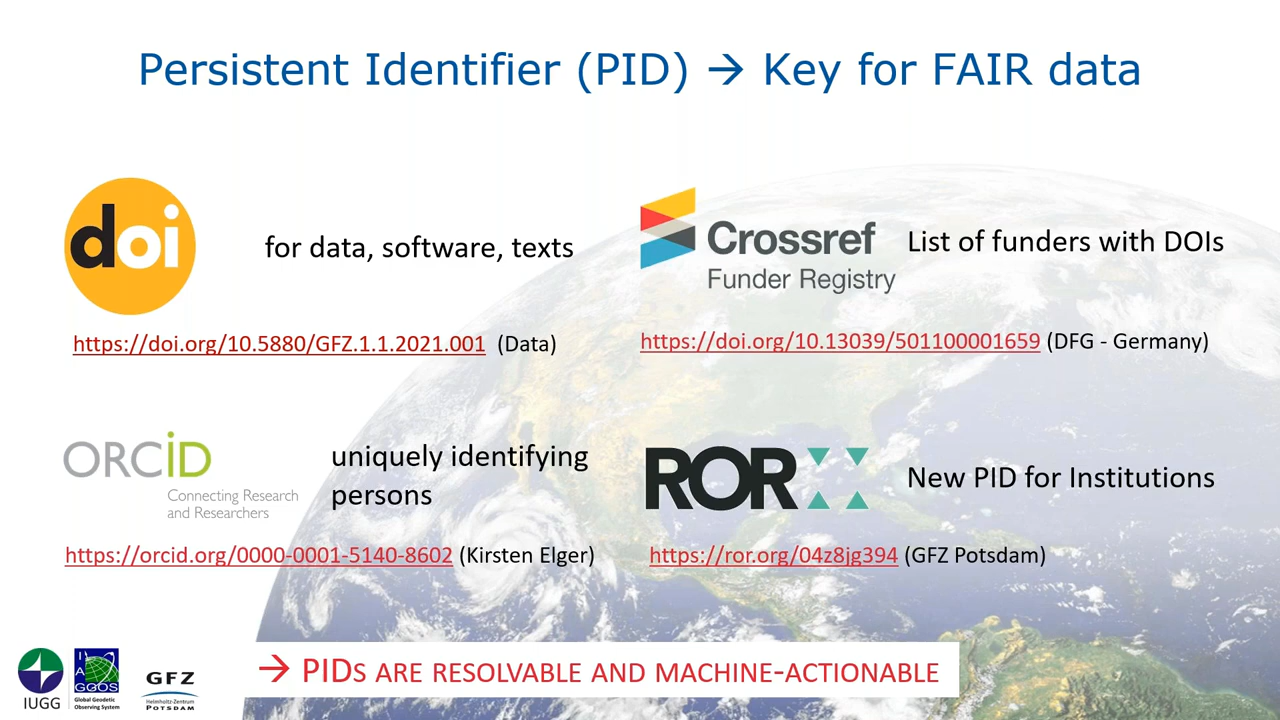 Persistent Identifier (PID) → Key for FAIR data
doi
for data, software, texts
https://doi.org/10.5880/GFZ.1.1.2021.001 (Data)
Crossref
Funder Registry
List of funders with DOIs
https://doi.org/10.13039/501100001659 (DFG - Germany)
ORCiD
Connecting Research
and Researchers
uniquely identifying
persons
https://orcid.org/0000-0001-5140-8602 (Kirsten Elger)
ROR
New PID for Institutions
https://ror.org/04z8jg394 (GFZ Potsdam)
→ PIDS ARE RESOLVABLE AND MACHINE-ACTIONABLE
IUGG
I A G
GGOS
Global Geodetic
Observing System
GFZ
Helmholtz-Zentrum
POTSDAM